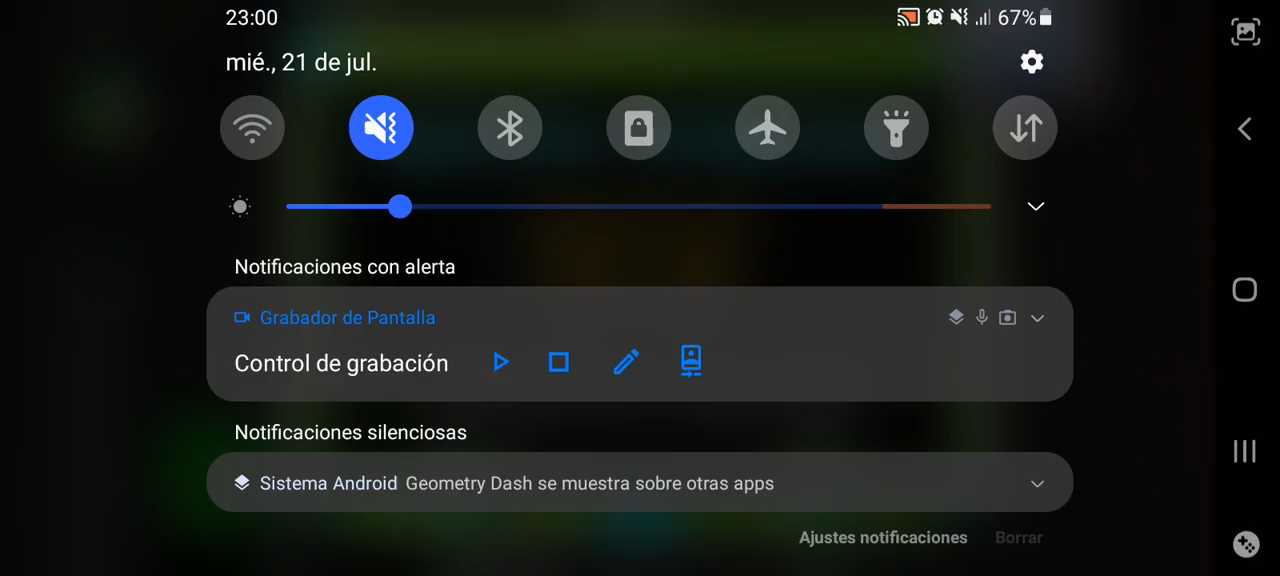 23:00
67%
mié., 21 de jul.
Notificaciones con alerta
Grabador de Pantalla
Control de grabación
Notificaciones silenciosas
Sistema Android Geometry Dash se muestra sobre otras apps
Ajustes notificaciones Borrar